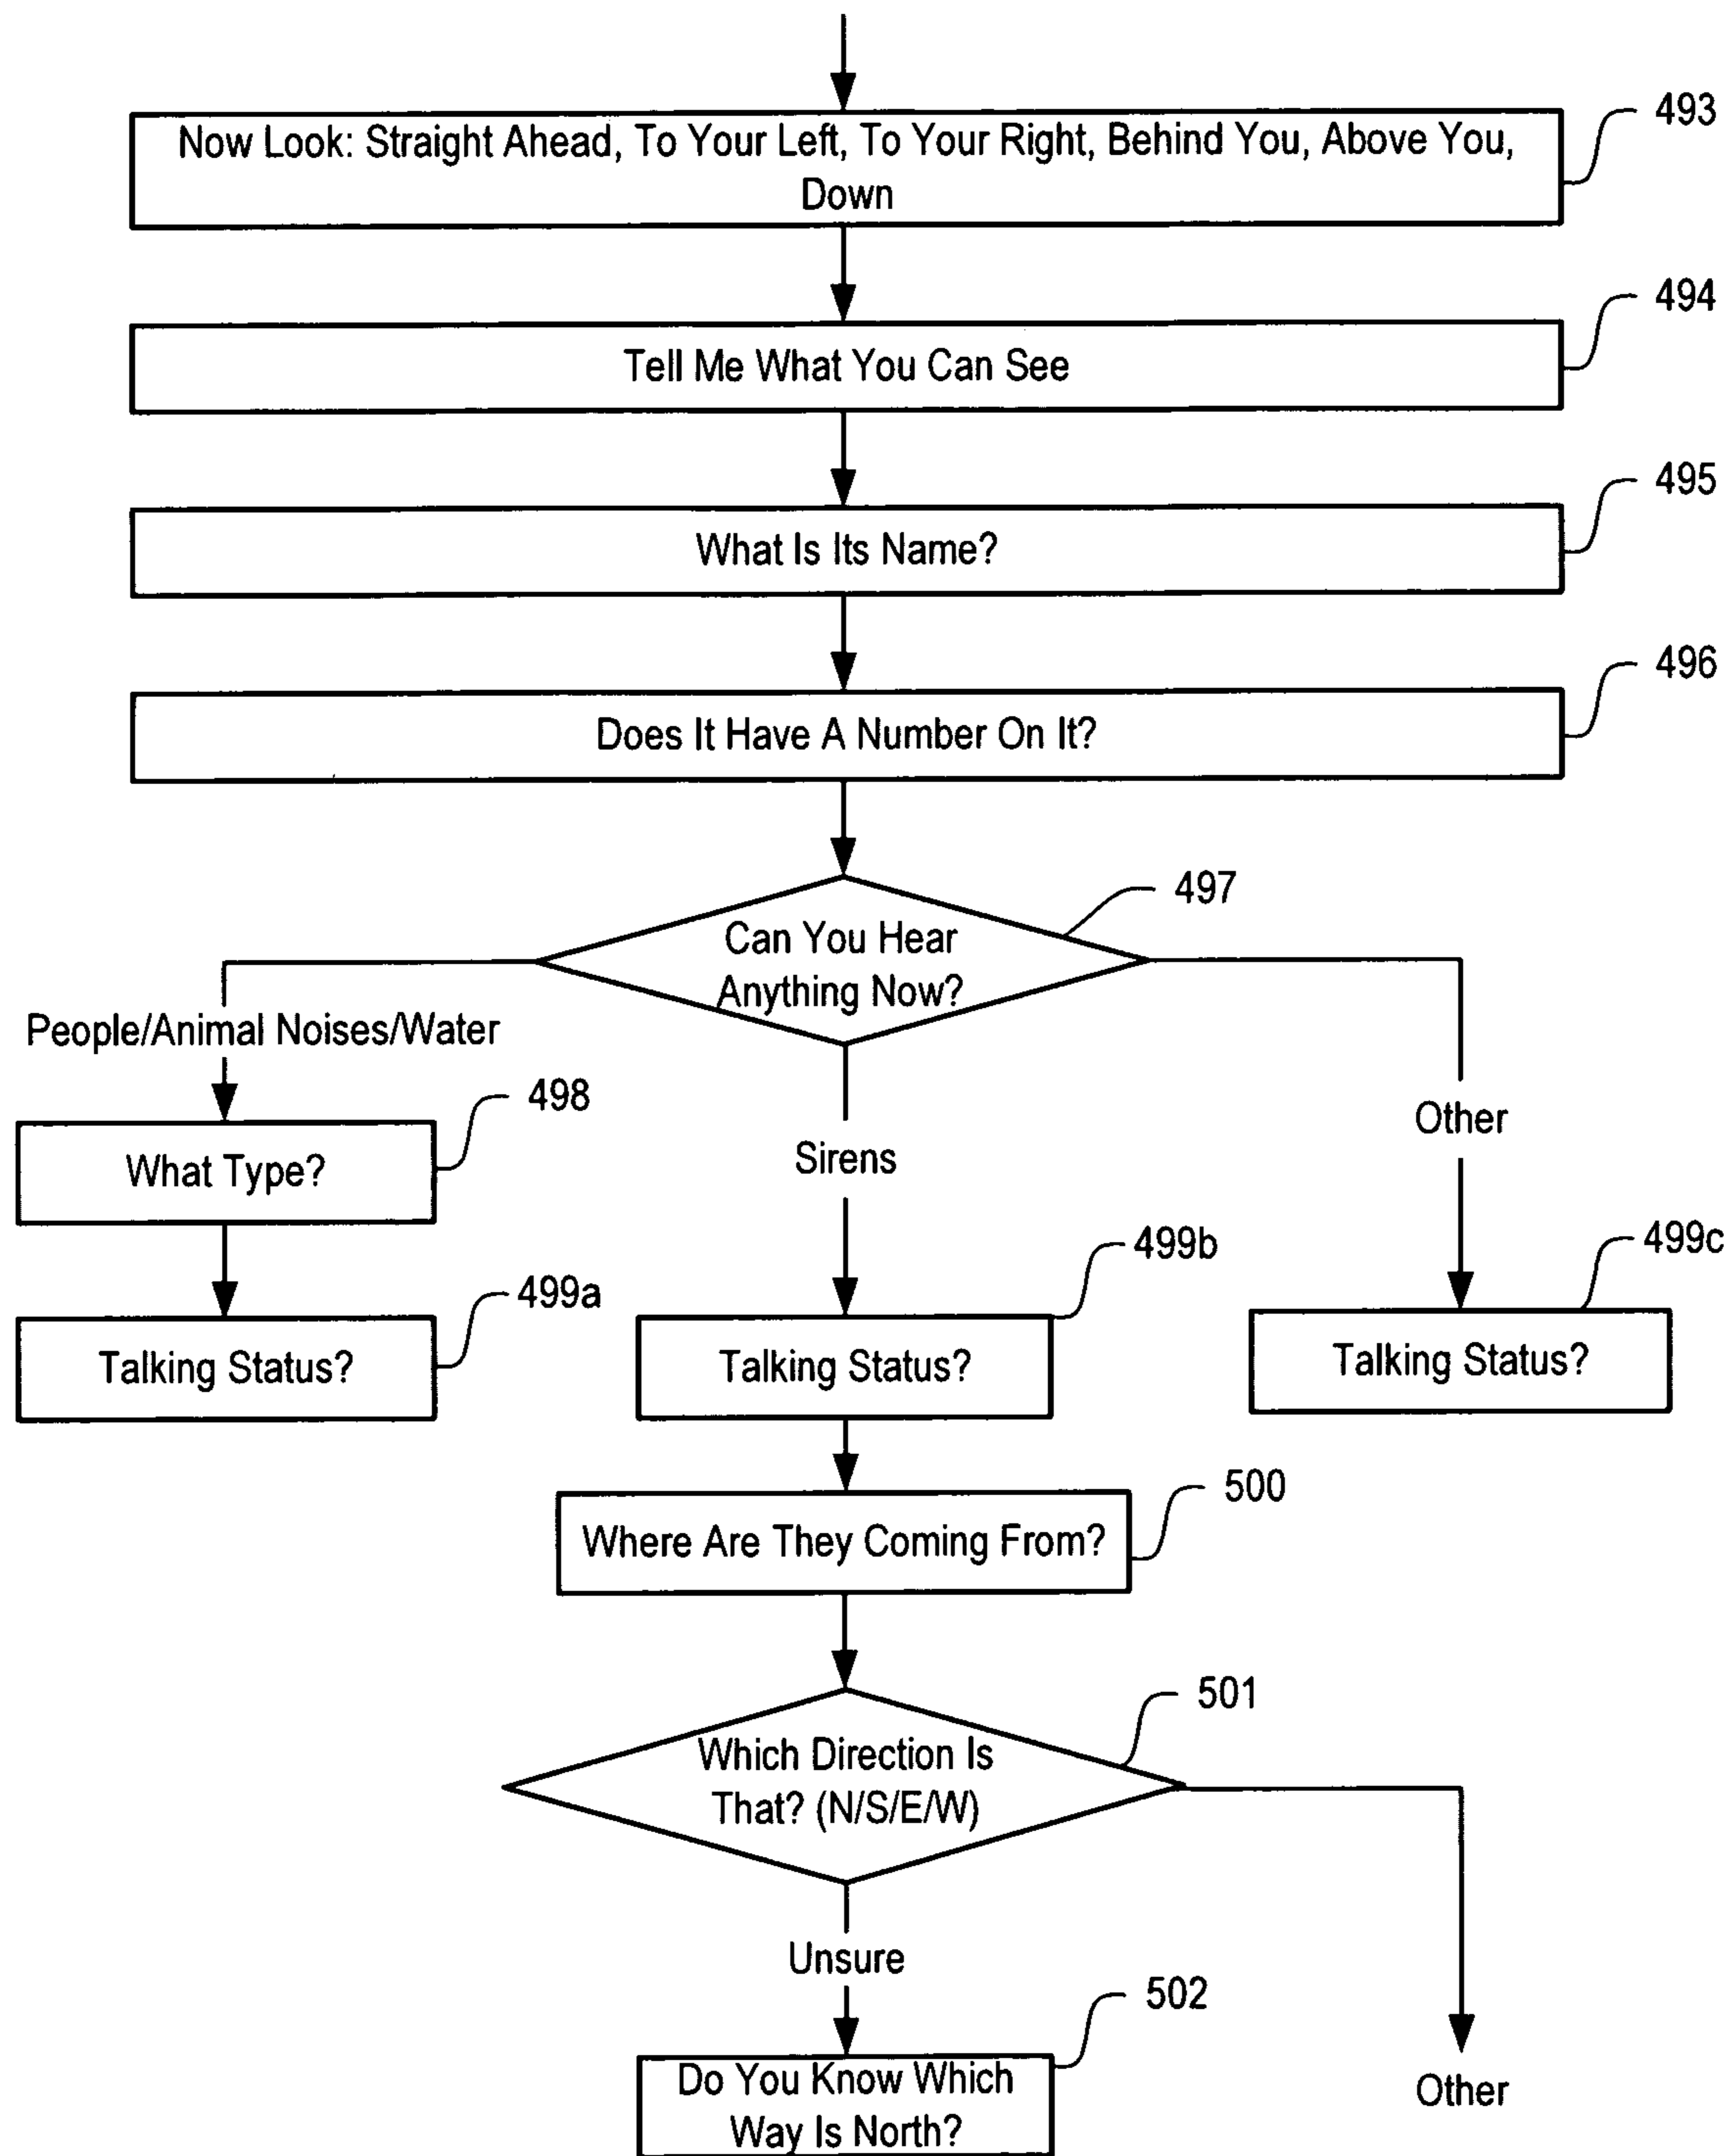 Now Look: Straight Ahead, To Your Left, To Your Right, Behind You, Above You,
Down
493
Tell Me What You Can See
494
What Is Its Name?
495
Does It Have A Number On It?
496
Can You Hear
Anything Now?
497
People/Animal Noises/Water
What Type?
498
Talking Status?
499a
Sirens
Talking Status?
499b
Other
Talking Status?
499c
Where Are They Coming From?
500
Which Direction Is
That? (N/S/E/W)
501
Unsure
Do You Know Which
Way Is North?
502
Other